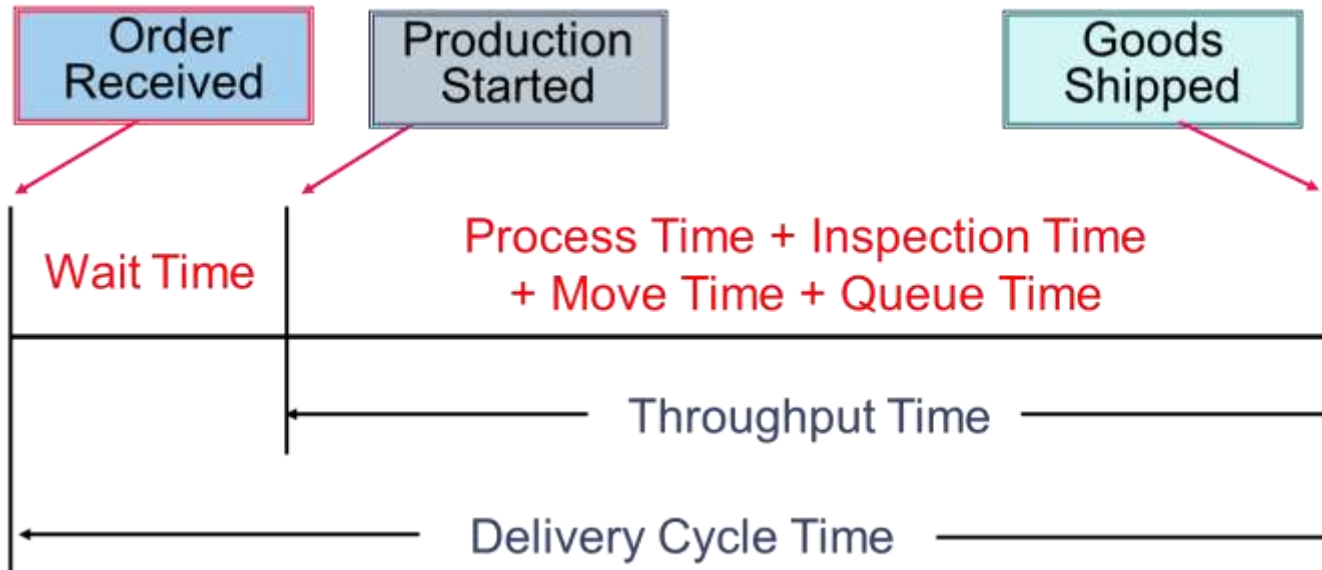 Order
Received
Production
Started
Goods
Shipped
Wait Time
Process Time + Inspection Time
+ Move Time + Queue Time
Throughput Time
Delivery Cycle Time